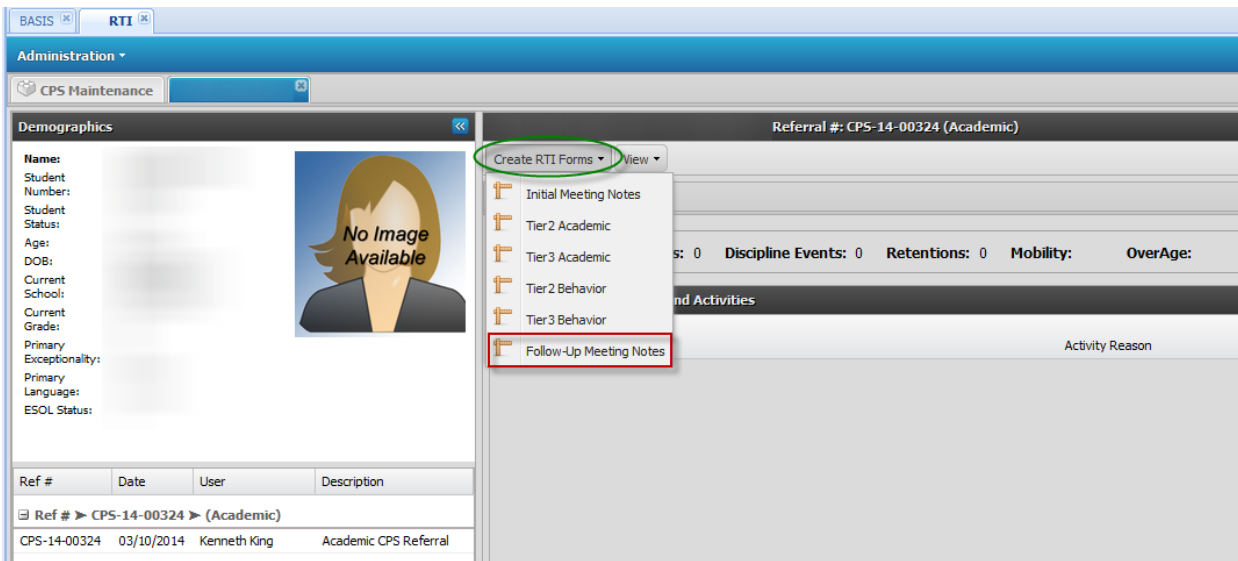 BASIS
RTI
Administration
CPS Maintenance
Demographics
Name:
Student
Number:
Student
Status:
Age:
DOB:
Current
School:
Current
Grade:
Primary
Exceptionality:
Primary
Language:
ESOL Status:
No Image
Available
Ref # Date User Description
Ref # ➤ CPS-14-00324 ➤ (Academic)
CPS-14-00324 03/10/2014 Kenneth King Academic CPS Referral
Referral #: CPS-14-00324 (Academic)
Create RTI Forms View
Initial Meeting Notes
Tier2 Academic
Tier3 Academic
Tier2 Behavior
Tier3 Behavior
Follow-Up Meeting Notes
s: 0 Discipline Events: 0 Retentions: 0 Mobility: OverAge:
nd Activities
Activity Reason